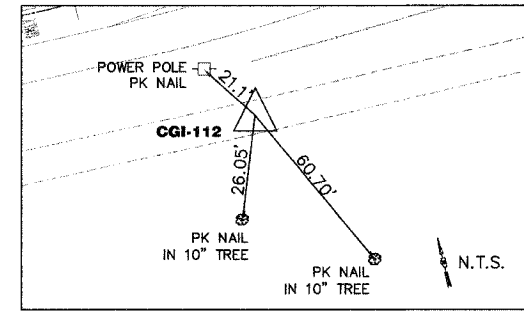 POWER POLE
PK NAIL
21.11
CGI-112
26.05'
60.70'
PK NAIL
IN 10" TREE
PK NAIL
IN 10" TREE
N.T.S.